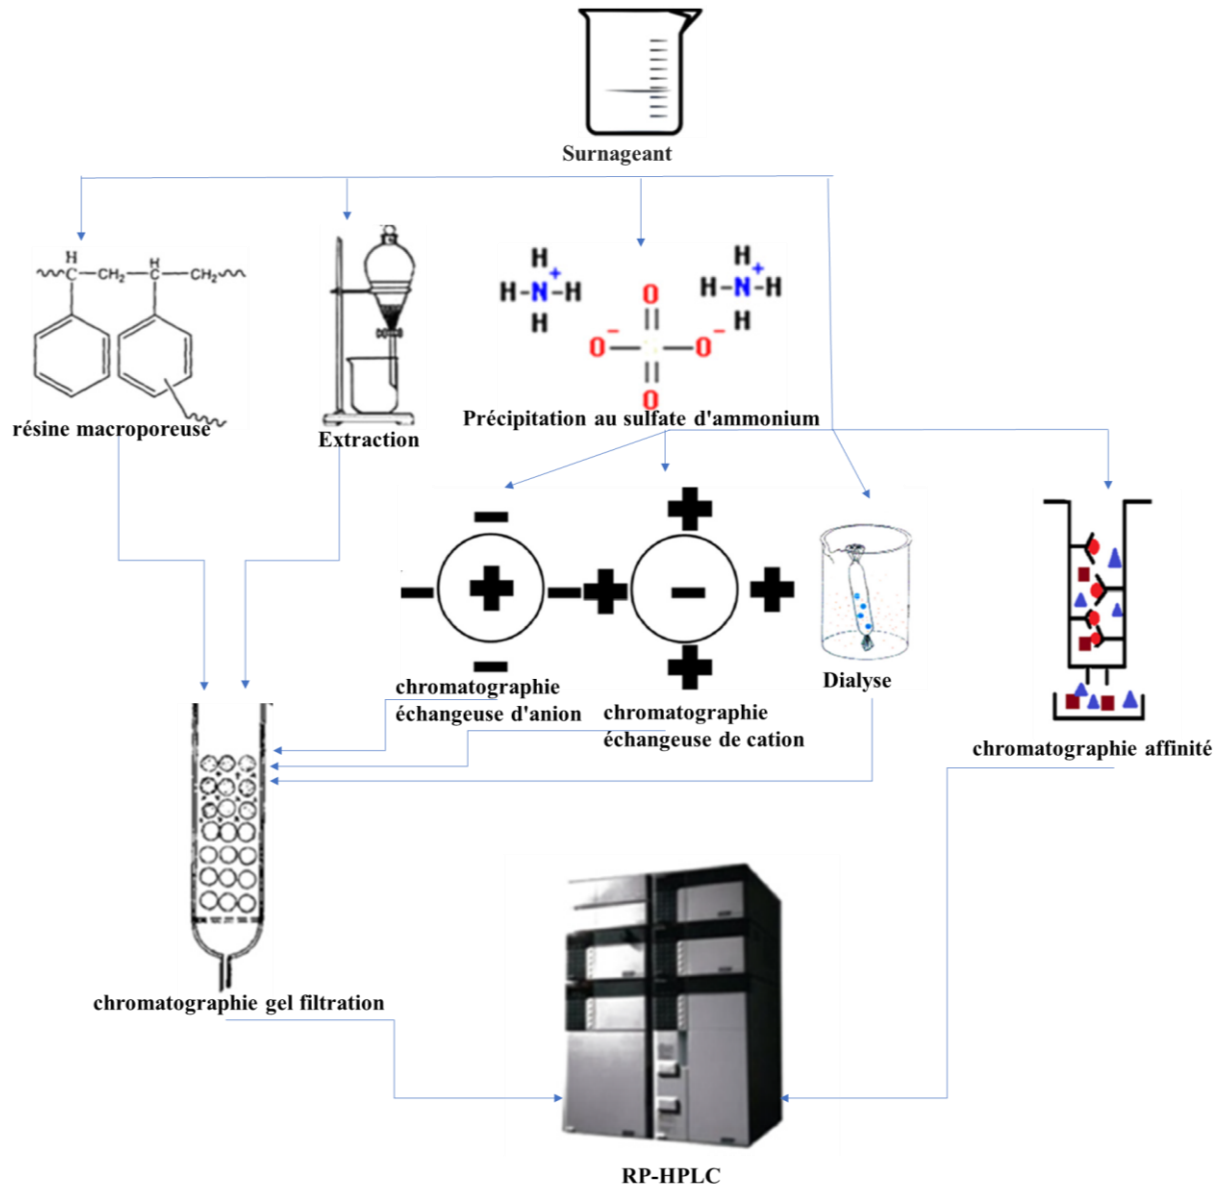 Surnageant
H H
C—CH₂—C—CH₂
H H
H-N+-H H-N+-H
H H
O
O⁻ O⁻
O
résine macroporeuse
Extraction
Précipitation au sulfate d'ammonium
chromatographie
échangeuse d'anion
chromatographie
échangeuse de cation
Dialyse
chromatographie affinité
chromatographie gel filtration
RP-HPLC